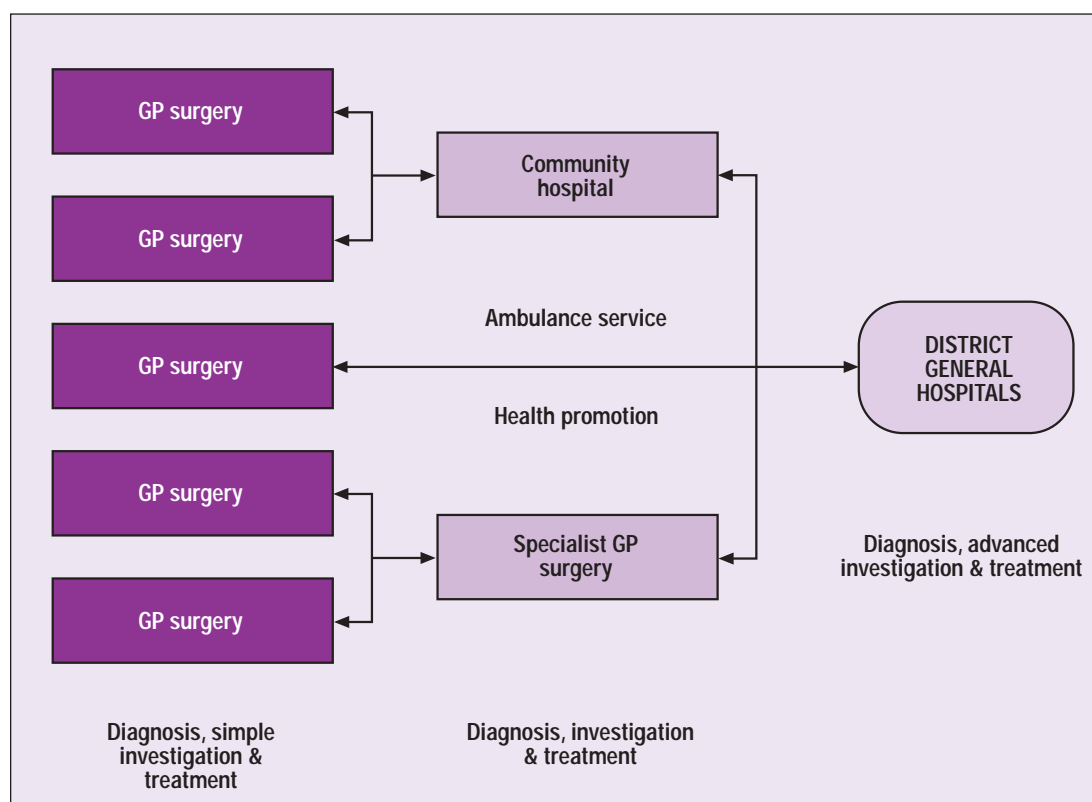 GP surgery
GP surgery
GP surgery
GP surgery
GP surgery
Community
hospital
Ambulance service
Health promotion
Specialist GP
surgery
DISTRICT
GENERAL
HOSPITALS
Diagnosis, advanced
investigation & treatment
Diagnosis, simple
investigation &
treatment
Diagnosis, investigation
& treatment